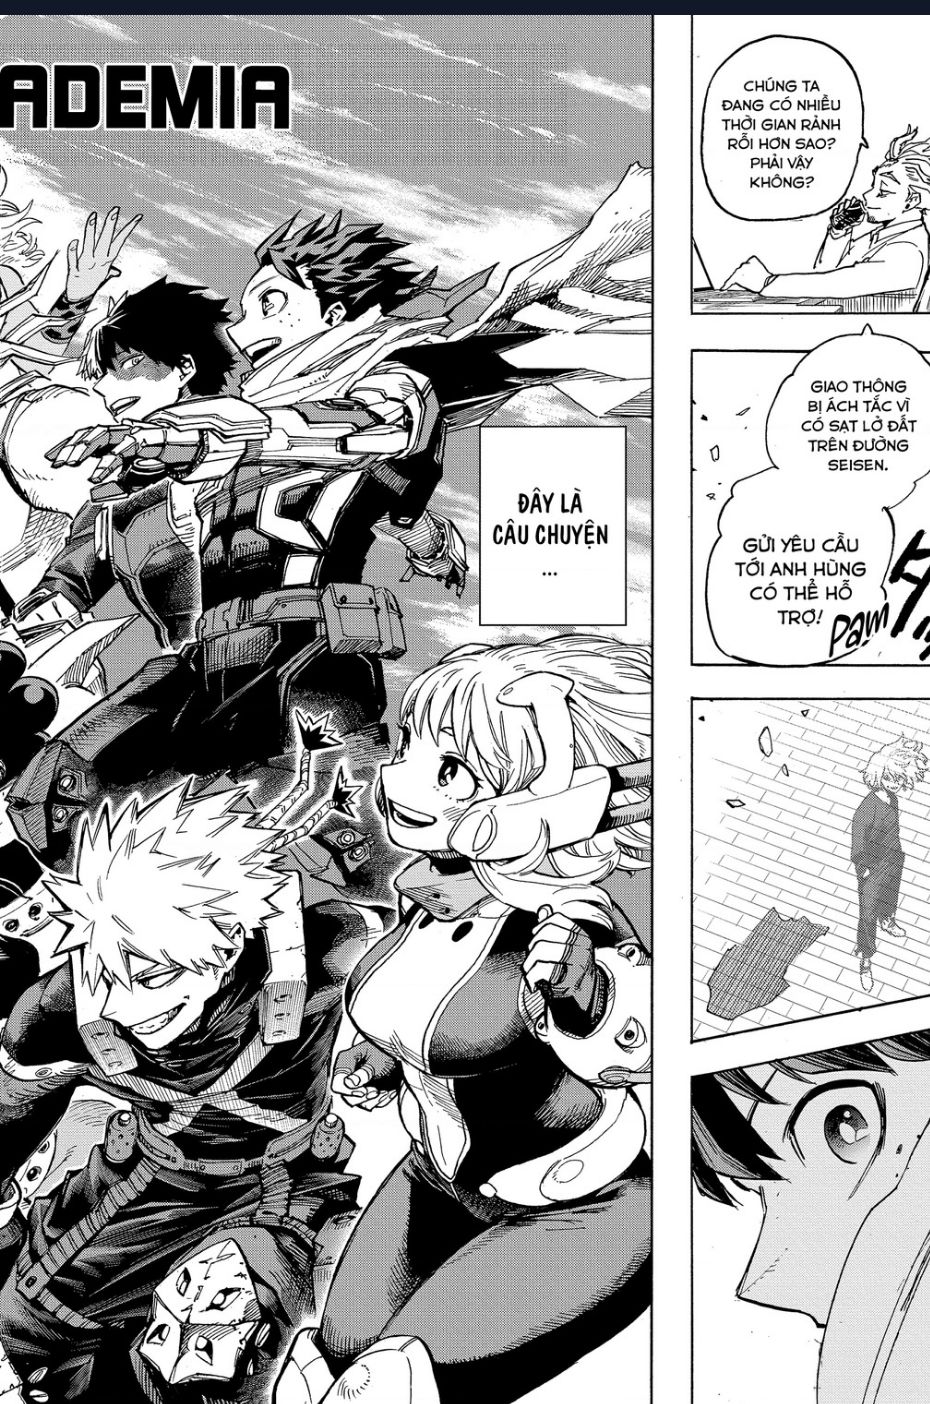 ADEMIA
CHÚNG TA
ĐANG CÓ NHIỀU
THỜI GIAN RẢNH
RỖI HƠN SAO?
PHẢI VẬY
KHÔNG?
GIAO THÔNG
BỊ ÁCH TẮC VÌ
CÓ SẠT LỞ ĐẤT
TRÊN ĐƯỜNG
SEISEN.
GỬI YÊU CẦU
TỚI ANH HÙNG
CÓ THỂ HỖ
TRỢ!
PAM
ĐÂY LÀ
CÂU CHUYỆN
...